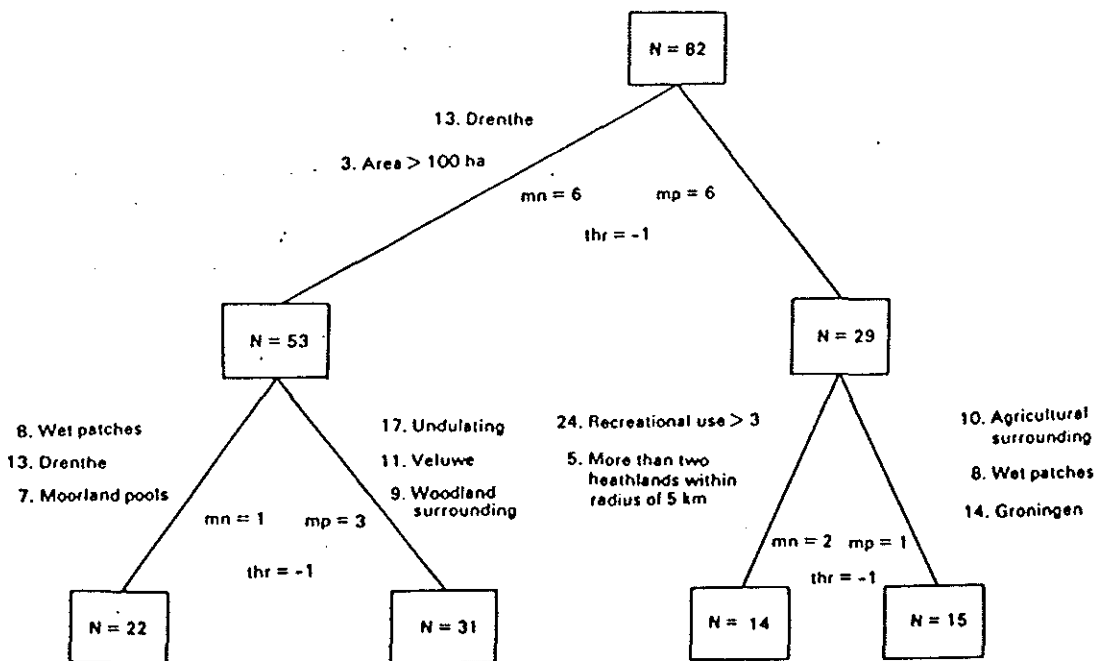 N = 82
13. Drenthe
3. Area > 100 ha
mn = 6
mp = 6
thr = -1
N = 53
N = 29
8. Wet patches
13. Drenthe
7. Moorland pools
17. Undulating
11. Veluwe
9. Woodland
surrounding
mn = 1
mp = 3
thr = -1
24. Recreational use > 3
5. More than two
heathlands within
radius of 5 km
10. Agricultural
surrounding
8. Wet patches
14. Groningen
mn = 2
mp = 1
thr = -1
N = 22
N = 31
N = 14
N = 15